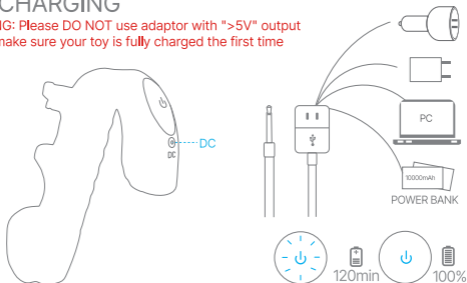 CHARGING
NG: Please DO NOT use adaptor with ">5V" output
make sure your toy is fully charged the first time
DC
DC
PC
10000mAh
POWER BANK
120min
100%